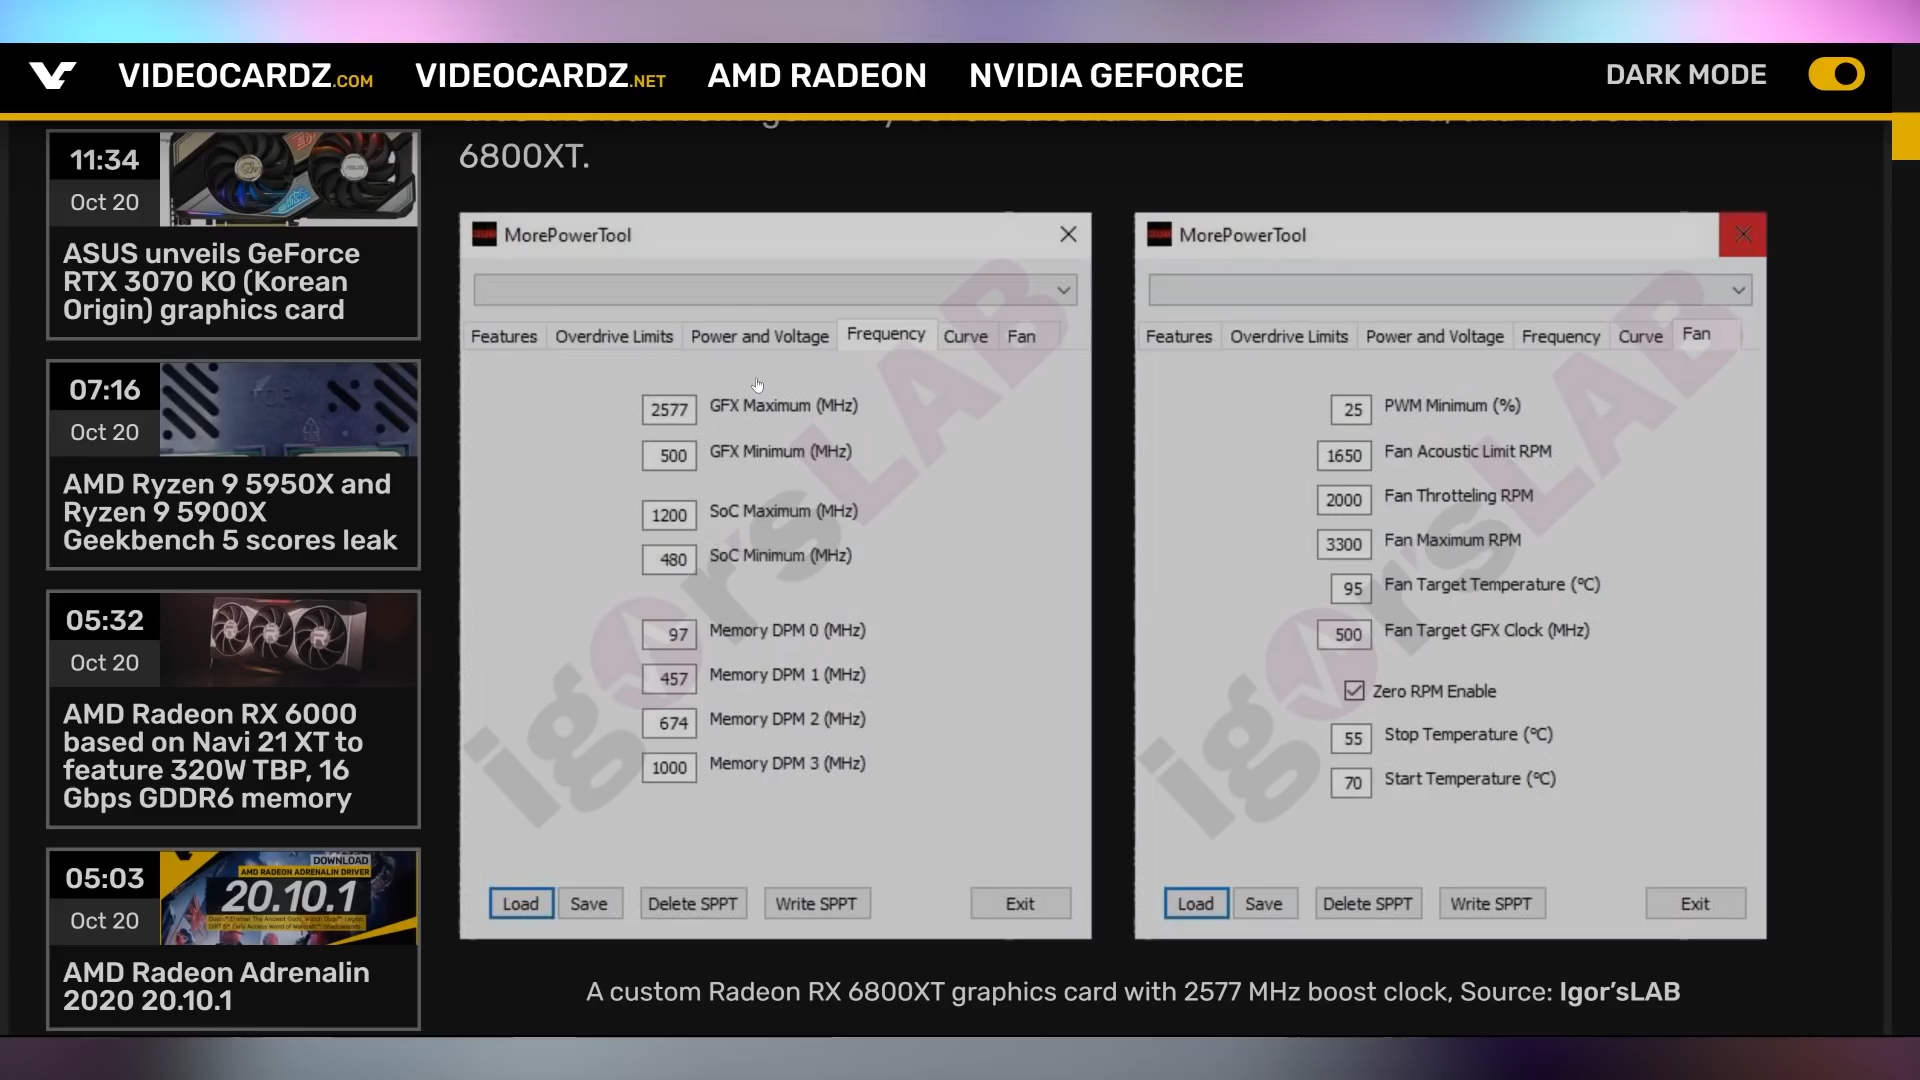 VIDEOCARDZ.COM
VIDEOCARDZ.NET
AMD RADEON
NVIDIA GEFORCE
DARK MODE
11:34
Oct 20
ASUS unveils GeForce
RTX 3070 KO (Korean
Origin) graphics card
07:16
Oct 20
AMD Ryzen 9 5950X and
Ryzen 9 5900X
Geekbench 5 scores leak
05:32
Oct 20
AMD Radeon RX 6000
based on Navi 21 XT to
feature 320W TBP, 16
Gbps GDDR6 memory
05:03
Oct 20
DOWNLOAD
AMD RADEON ADRENALIN DRIVER
20.10.1
AMD Radeon Adrenalin
2020 20.10.1
6800XT.
MorePowerTool
Features Overdrive Limits Power and Voltage Frequency Curve Fan
2577 GFX Maximum (MHz)
500 GFX Minimum (MHz)
1200 SoC Maximum (MHz)
480 SoC Minimum (MHz)
97 Memory DPM 0 (MHz)
457 Memory DPM 1 (MHz)
674 Memory DPM 2 (MHz)
1000 Memory DPM 3 (MHz)
Load Save Delete SPPT Write SPPT Exit
igorsLAB
MorePowerTool
Features Overdrive Limits Power and Voltage Frequency Curve Fan
25 PWM Minimum (%)
1650 Fan Acoustic Limit RPM
2000 Fan Throtteling RPM
3300 Fan Maximum RPM
95 Fan Target Temperature (°C)
500 Fan Target GFX Clock (MHz)
Zero RPM Enable
55 Stop Temperature (°C)
70 Start Temperature (°C)
Load Save Delete SPPT Write SPPT Exit
igorsLAB
A custom Radeon RX 6800XT graphics card with 2577 MHz boost clock, Source: Igor'sLAB